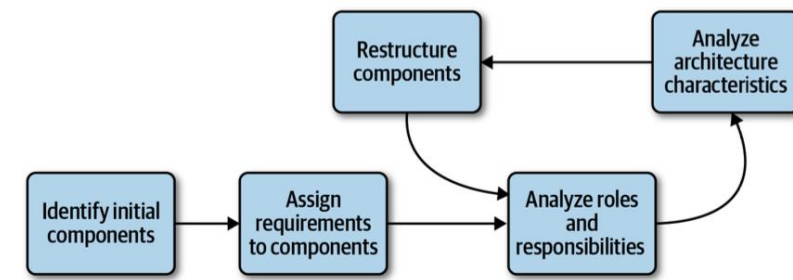 Restructure
components
Analyze
architecture
characteristics
Identify initial
components
Assign
requirements
to components
Analyze roles
and
responsibilities